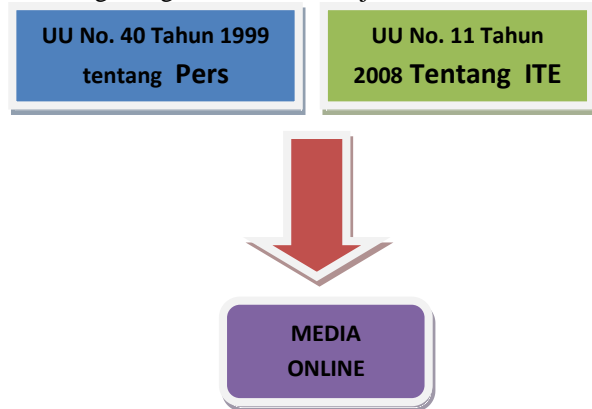 UU No. 40 Tahun 1999
tentang Pers
UU No. 11 Tahun
2008 Tentang ITE
MEDIA
ONLINE